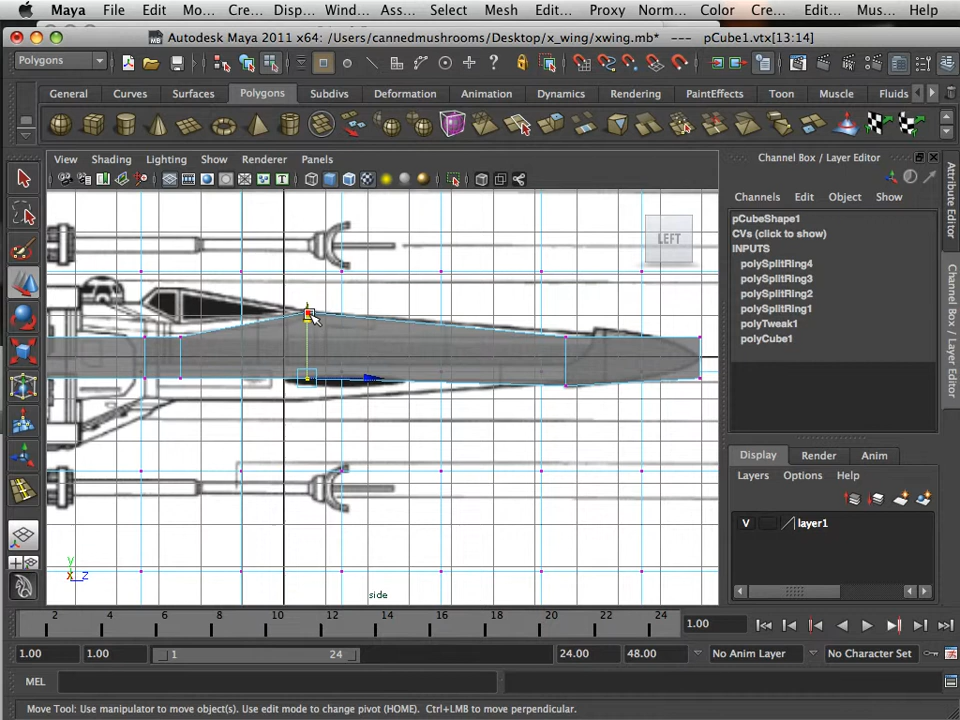 Maya File Edit Mo... Cre... Disp... Wind... Ass... Select Mesh Edit... Proxy Norm... Color Cre... Edit... Mus... Help
Autodesk Maya 2011 x64: /Users/cannedmushrooms/Desktop/x_wing/xwing.mb* --- pCube1.vtx[13:14]
Polygons
General Curves Surfaces Polygons Subdivs Deformation Animation Dynamics Rendering PaintEffects Toon Muscle Fluids
View Shading Lighting Show Renderer Panels
Channel Box / Layer Editor
Channels Edit Object Show
pCubeShape1
CVs (click to show)
INPUTS
polySplitRing4
polySplitRing3
polySplitRing2
polySplitRing1
polyTweak1
polyCube1
Attribute Editor
Channel Box / Layer Editor
LEFT
y
x z
side
Display Render Anim
Layers Options Help
V layer1
2 4 6 8 10 12 14 16 18 20 22 24
1.00
1.00 1.00 1 24 24.00 48.00 No Anim Layer No Character Set
MEL
Move Tool: Use manipulator to move object(s). Use edit mode to change pivot (HOME). Ctrl+LMB to move perpendicular.